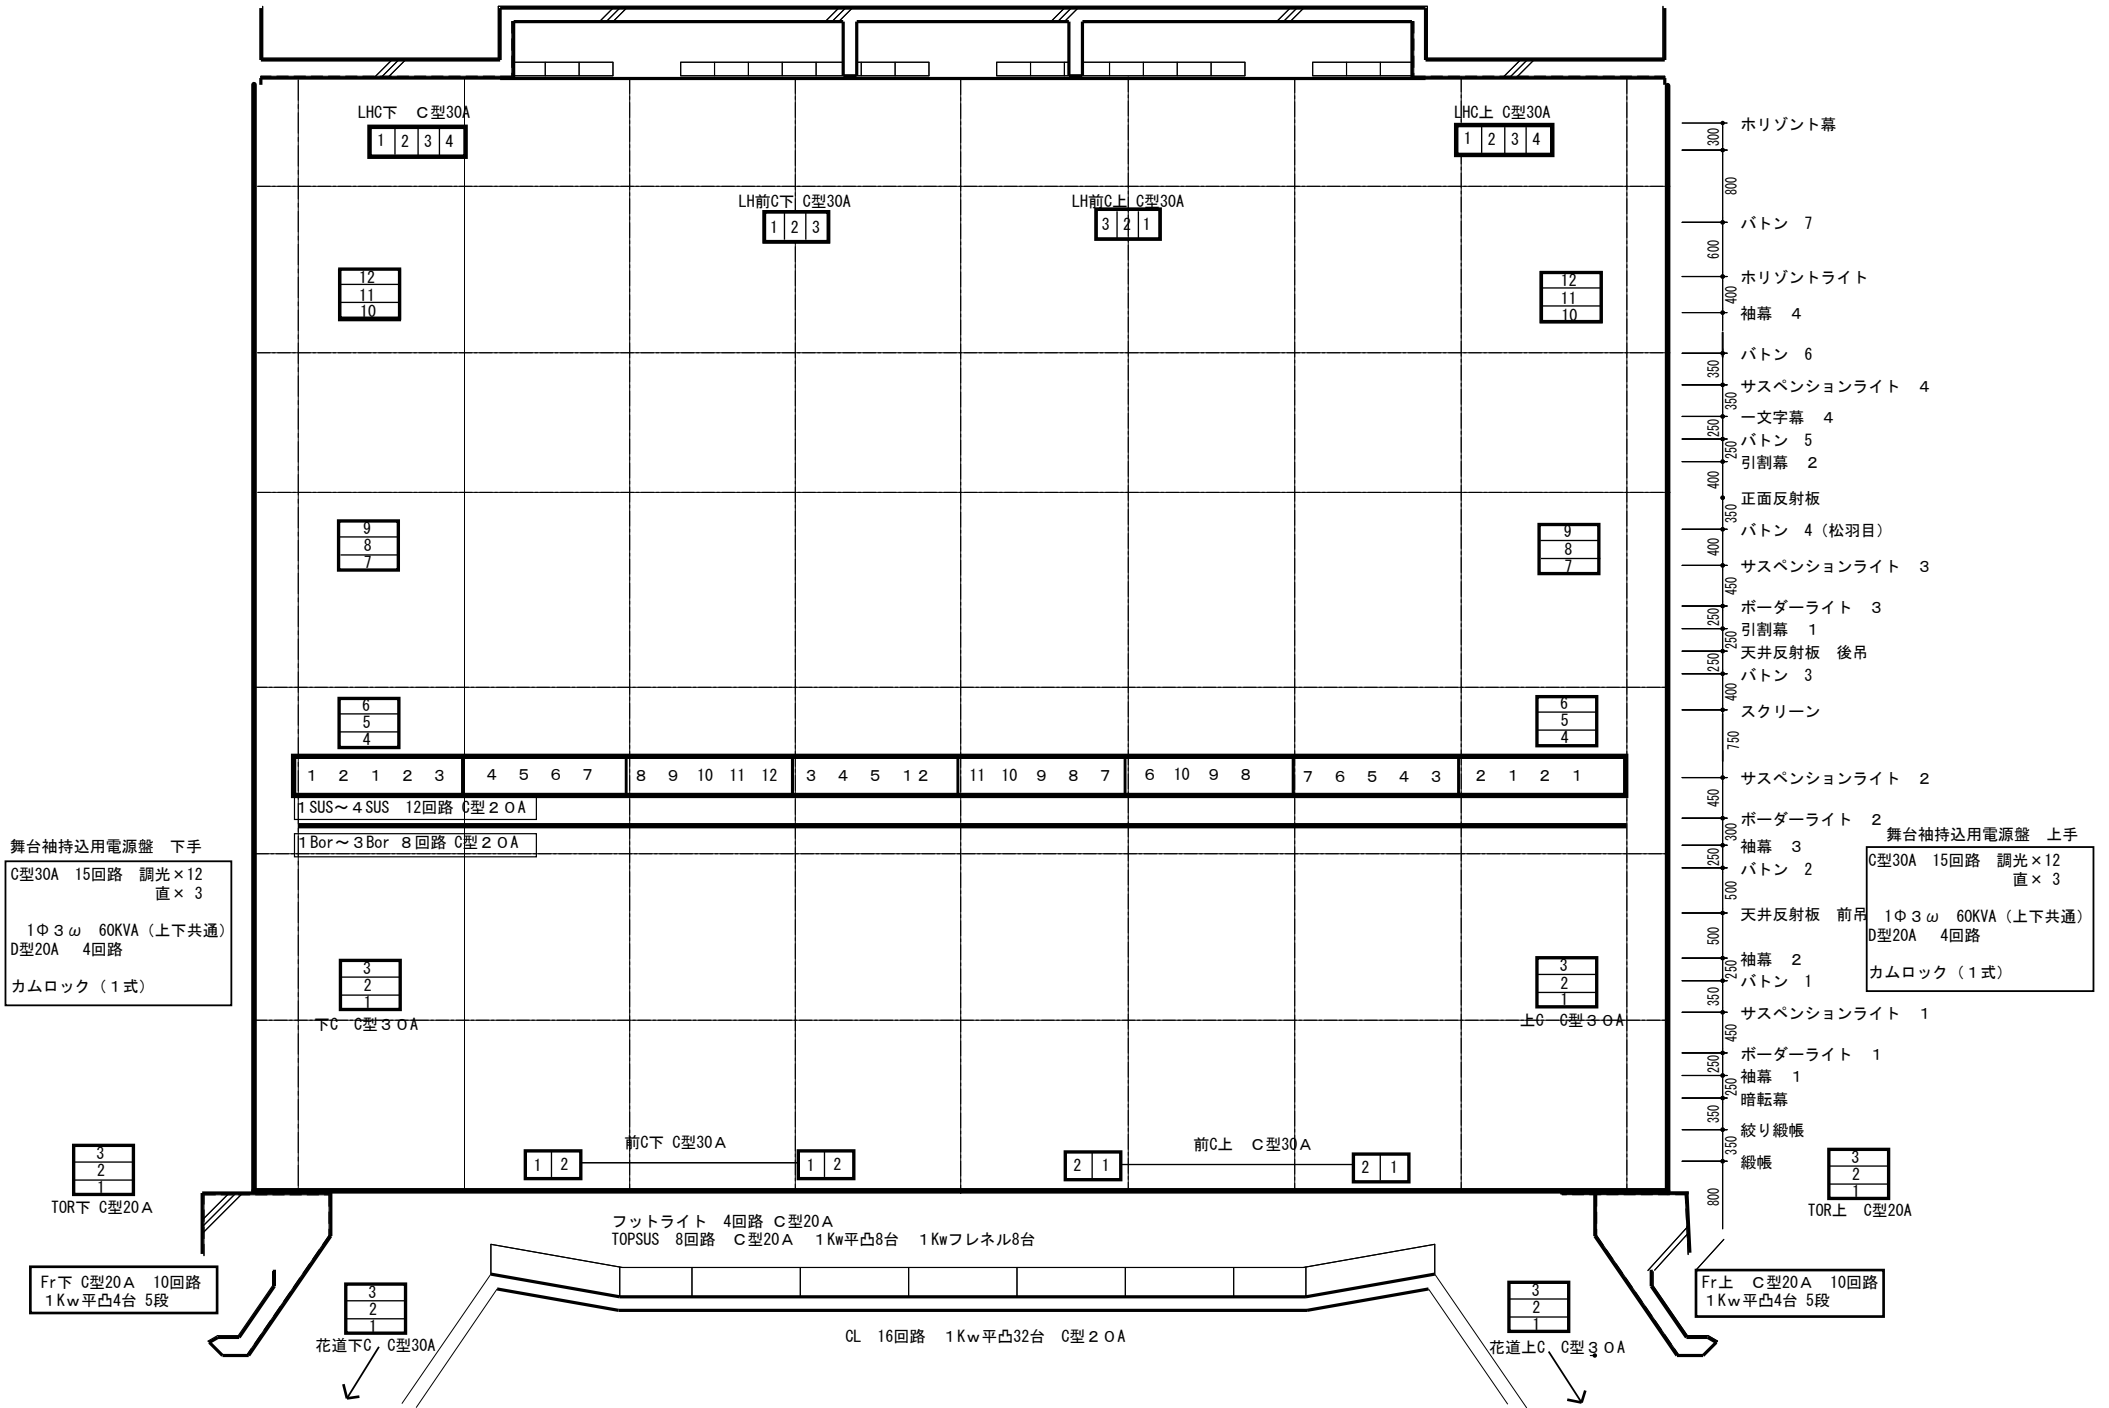 LHC下　C型30A
1 2 3 4
LHC上 C型30A
1 2 3 4
LH前C下 C型30A
1 2 3
LH前C上 C型30A
3 2 1
12
11
10
12
11
10
9
8
7
9
8
7
6
5
4
6
5
4
1 2 1 2 3 4 5 6 7 8 9 10 11 12 3 4 5 12 11 10 9 8 7 6 10 9 8 7 6 5 4 3 2 1 2 1
1SUS～4SUS 12回路 C型20A
1Bor～3Bor 8回路 C型20A
舞台袖持込用電源盤　下手
C型30A　15回路　調光×12
直× 3
1Φ3ω　60KVA（上下共通）
D型20A　4回路
カムロック（1式）
3
2
1
下C　C型30A
3
2
1
上C　C型30A
前C下 C型30A
1 2
1 2
前C上　C型30A
2 1
2 1
3
2
1
TOR下 C型20A
Fr下 C型20A　10回路
1Kw平凸4台 5段
3
2
1
花道下C　C型30A
フットライト　4回路 C型20A
TOPSUS　8回路　C型20A　1Kw平凸8台　1Kwフレネル8台
CL　16回路　1Kw平凸32台　C型20A
3
2
1
花道上C　C型30A
Fr上　C型20A　10回路
1Kw平凸4台 5段
3
2
1
TOR上　C型20A
舞台袖持込用電源盤　上手
C型30A　15回路　調光×12
直× 3
1Φ3ω　60KVA（上下共通）
D型20A　4回路
カムロック（1式）
ホリゾント幕
300
800
バトン　7
600
ホリゾントライト
400
袖幕　4
バトン　6
350
サスペンションライト　4
350
一文字幕　4
250
バトン　5
250
引割幕　2
400
正面反射板
350
バトン　4（松羽目）
400
サスペンションライト　3
450
ボーダーライト　3
250
引割幕　1
250
天井反射板　後吊
250
バトン　3
400
スクリーン
750
サスペンションライト　2
450
ボーダーライト　2
300
袖幕　3
250
バトン　2
500
天井反射板　前吊
500
袖幕　2
250
バトン　1
350
サスペンションライト　1
450
ボーダーライト　1
250
袖幕　1
250
暗転幕
350
絞り緞帳
350
緞帳
800